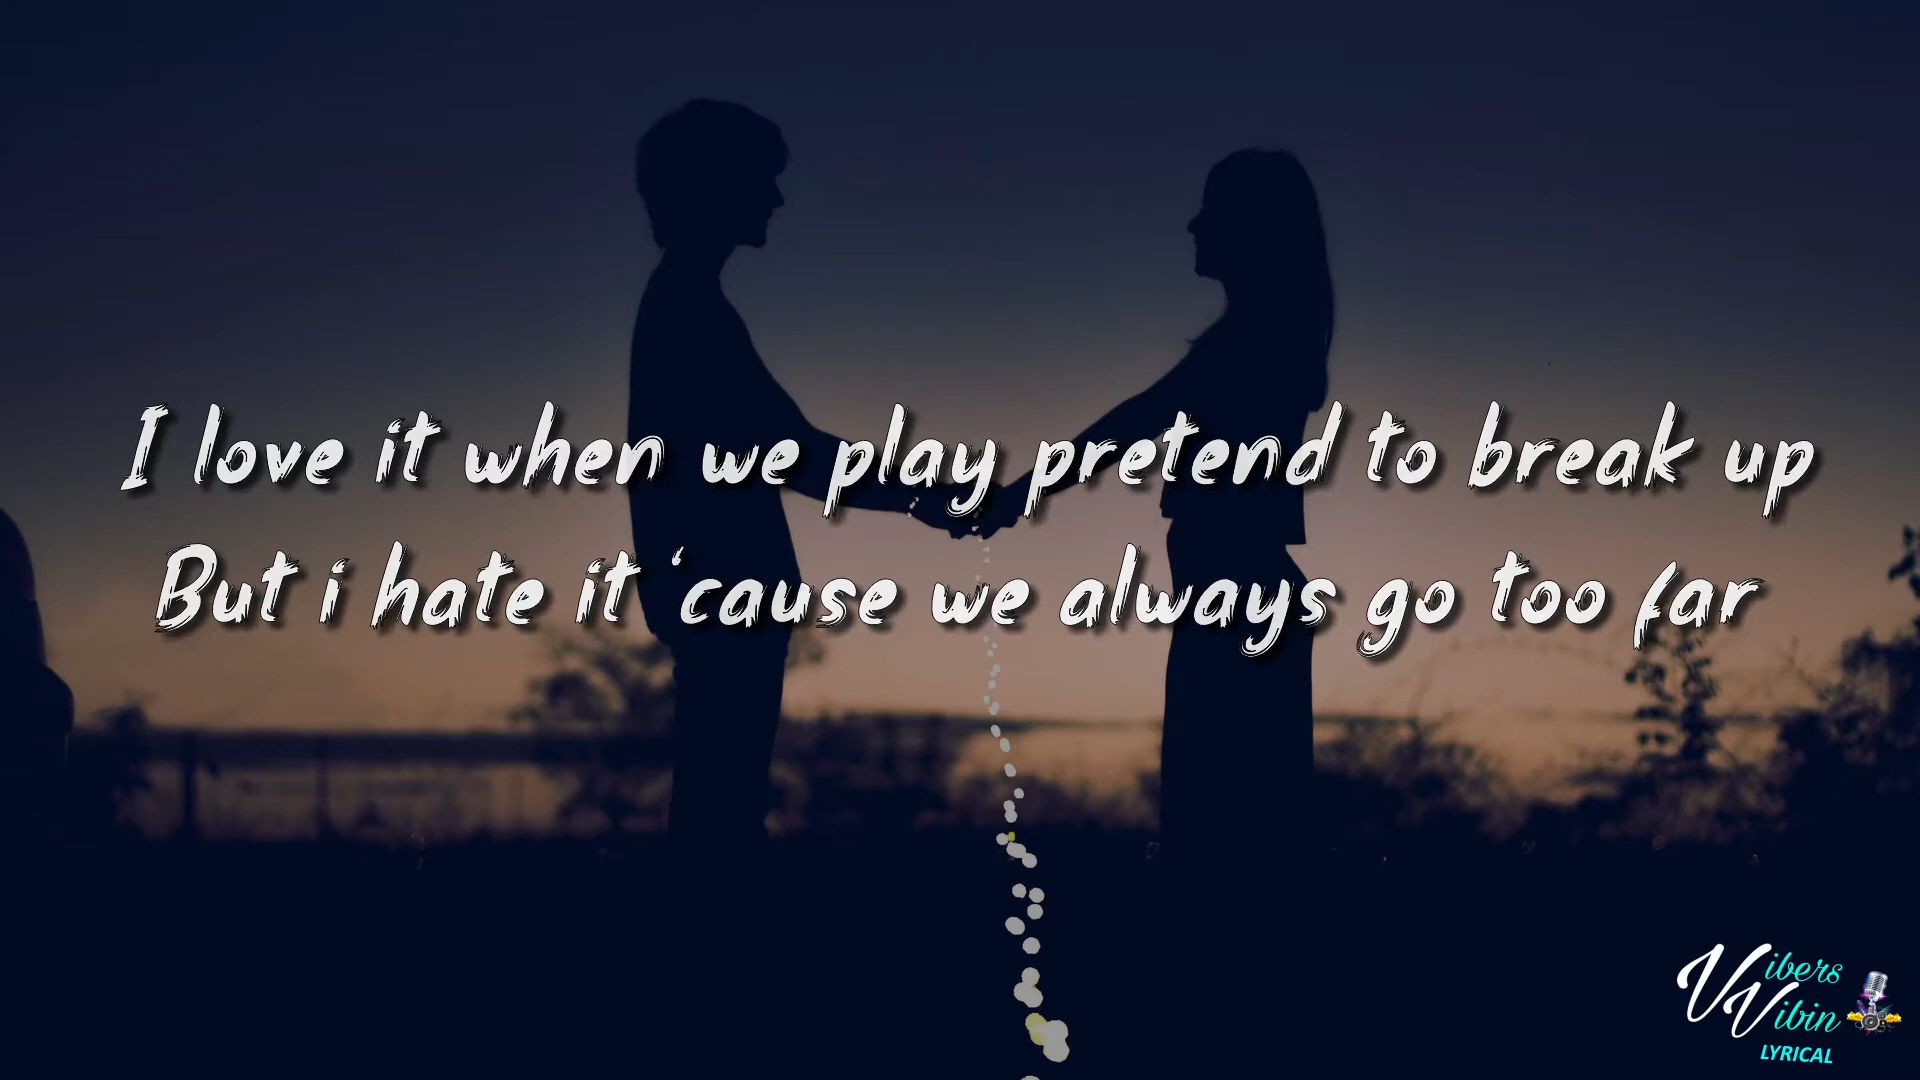 I love it when we play pretend to break up
But i hate it ‘cause we always go too far
Vibers
Vibin
LYRICAL